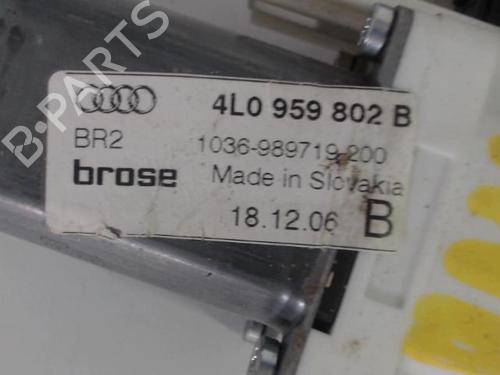 B-PARTS
4L0 959 802 B
BR2
1036-989719-200
brose
Made in Slovakia
18.12.06
B